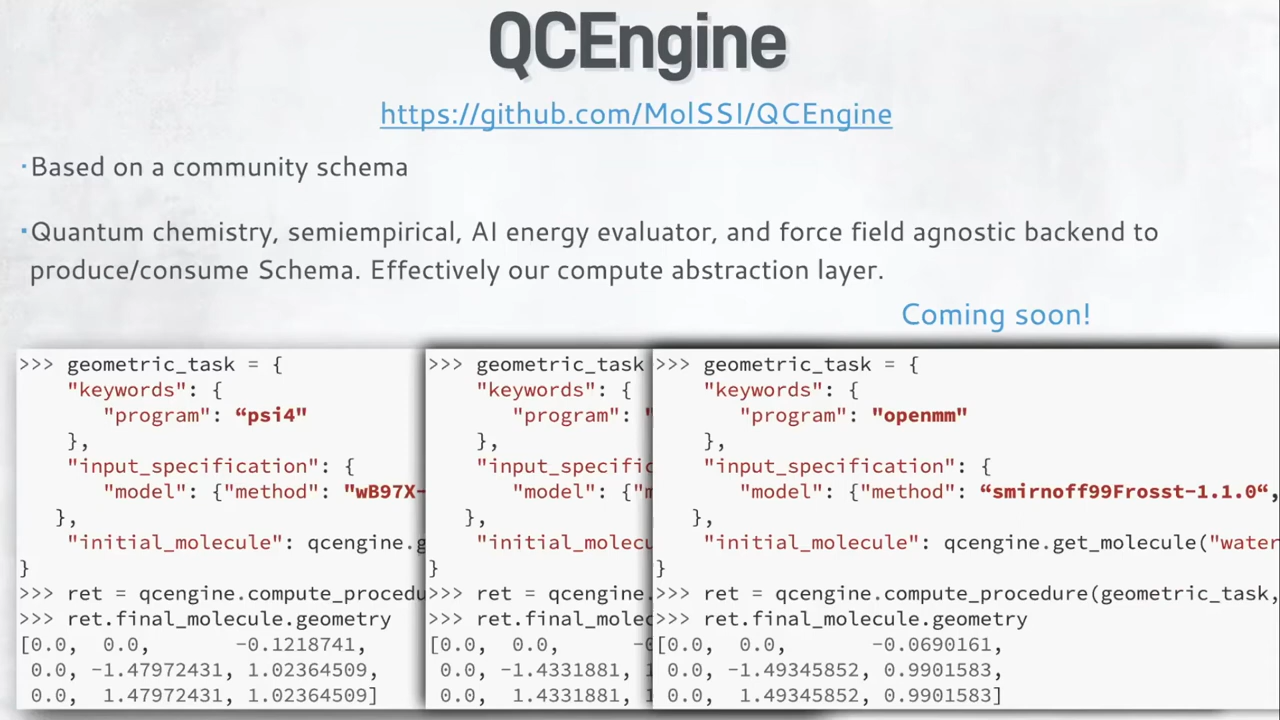 QCEngine
https://github.com/MolSSI/QCEngine
·Based on a community schema
·Quantum chemistry, semiempirical, AI energy evaluator, and force field agnostic backend to
produce/consume Schema. Effectively our compute abstraction layer.
Coming soon!
>>> geometric_task = {
"keywords": {
"program": “psi4"
},
"input_specification": {
"model": {"method": "wB97X-
},
"initial_molecule": qcengine.g
}
>>> ret = qcengine.compute_procedu
>>> ret.final_molecule.geometry
[0.0, 0.0, -0.1218741,
0.0, -1.47972431, 1.02364509,
0.0, 1.47972431, 1.02364509]
>>> geometric_task
"keywords": {
"program": "
},
"input_specific
"model": {"m
},
"initial_molecu
}
>>> ret = qcengine.
>>> ret.final_molec
[0.0, 0.0, -0
0.0, -1.4331881, 1
0.0, 1.4331881, 1
>>> geometric_task = {
"keywords": {
"program": "openmm"
},
"input_specification": {
"model": {"method": “smirnoff99Frosst-1.1.0“,
},
"initial_molecule": qcengine.get_molecule("water
}
>>> ret = qcengine.compute_procedure(geometric_task,
>>> ret.final_molecule.geometry
[0.0, 0.0, -0.0690161,
0.0, -1.49345852, 0.9901583,
0.0, 1.49345852, 0.9901583]